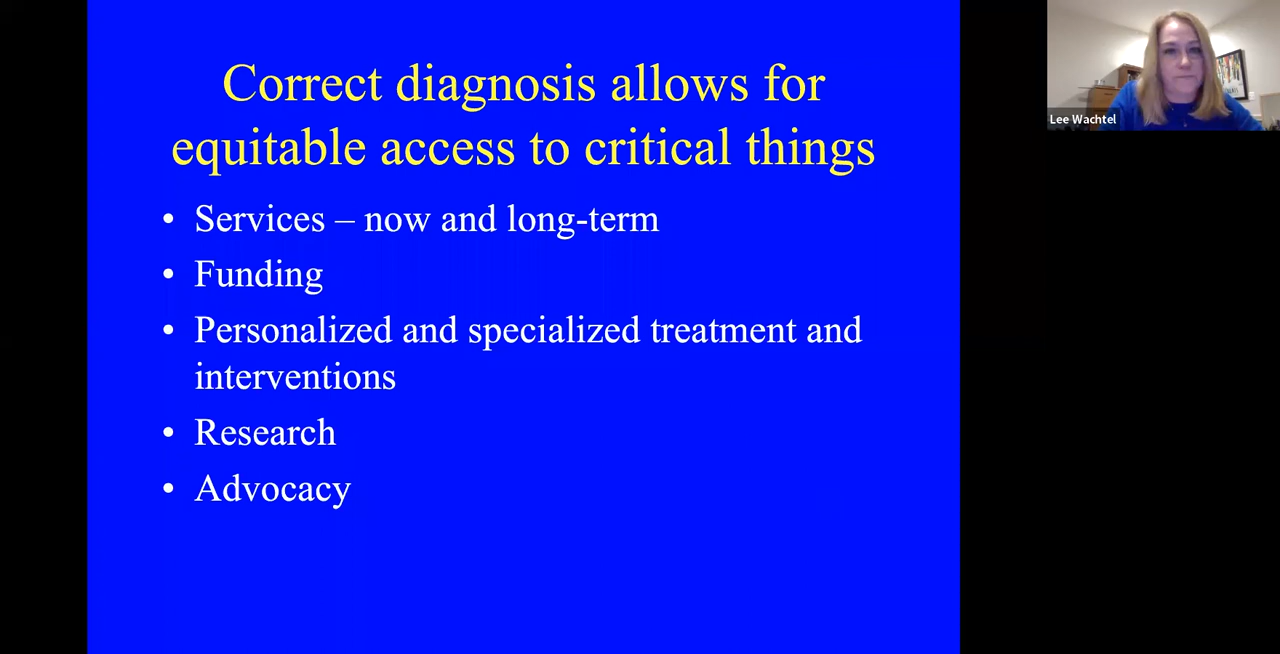 Correct diagnosis allows for
equitable access to critical things
• Services – now and long-term
• Funding
• Personalized and specialized treatment and
interventions
• Research
• Advocacy
Lee Wachtel